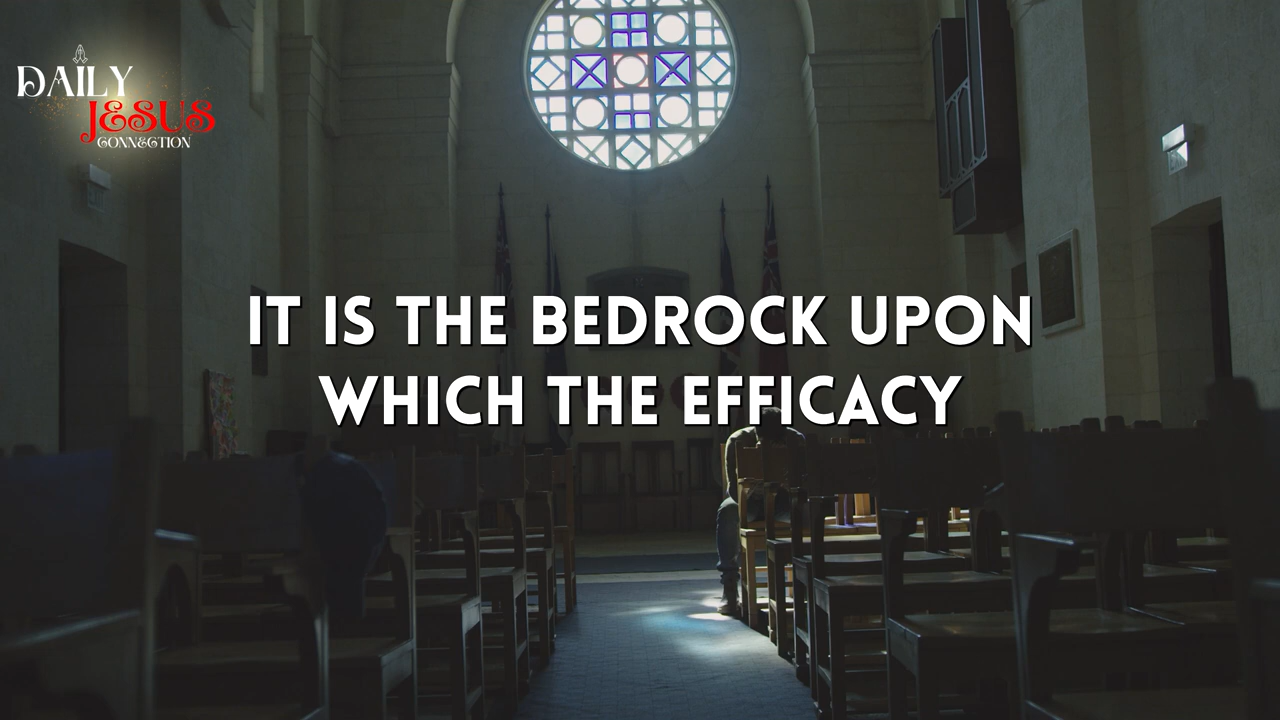 DAILY
JESUS
CONNECTION
IT IS THE BEDROCK UPON
WHICH THE EFFICACY